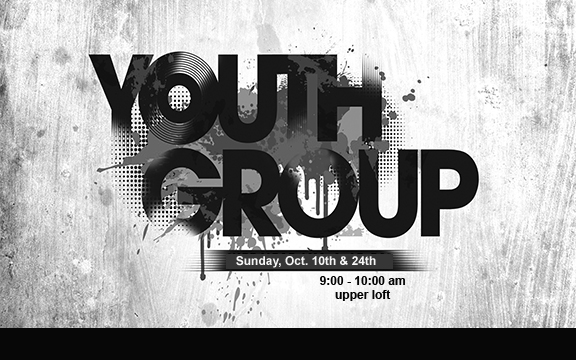 YOUTH
GROUP
Sunday, Oct. 10th & 24th
9:00 - 10:00 am
upper loft